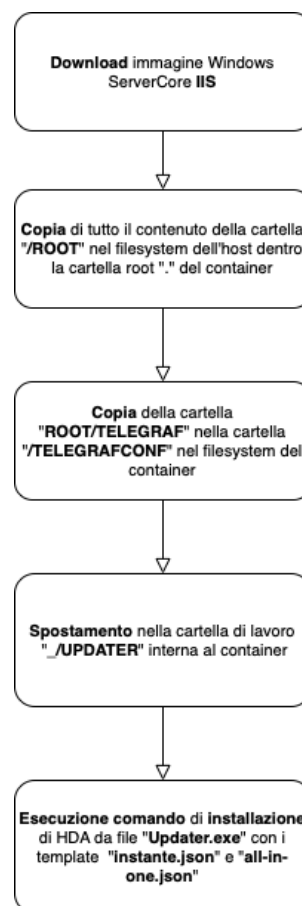 Download immagine Windows
ServerCore IIS
Copia di tutto il contenuto della cartella
"/ROOT" nel filesystem dell'host dentro
la cartella root "." del container
Copia della cartella
"ROOT/TELEGRAF" nella cartella
"/TELEGRAFCONF" nel filesystem del
container
Spostamento nella cartella di lavoro
"_/UPDATER" interna al container
Esecuzione comando di installazione
di HDA da file "Updater.exe" con i
template "instante.json" e "all-in-
one.json"